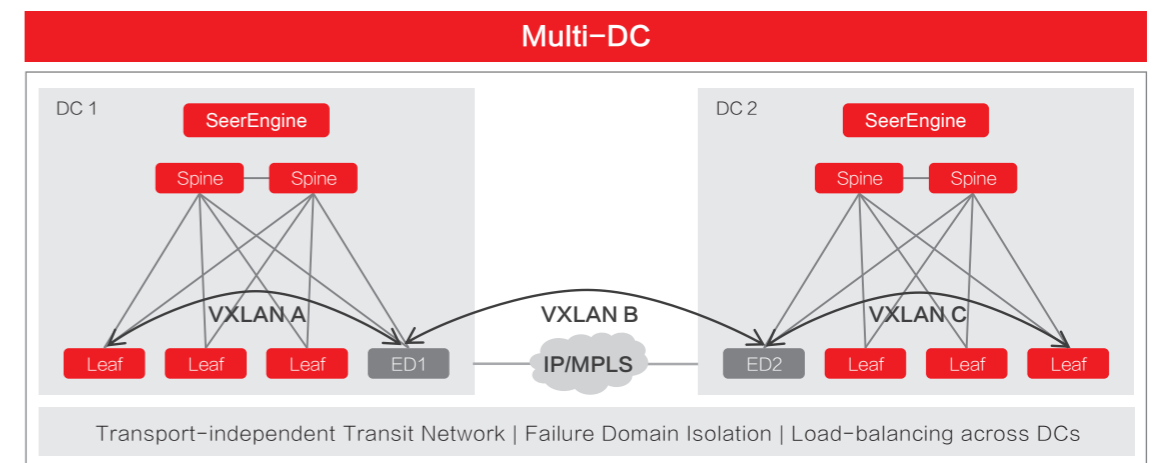 Multi-DC
DC 1
DC 2
SeerEngine
SeerEngine
Spine
Spine
Spine
Spine
VXLAN A
VXLAN B
VXLAN C
Leaf
Leaf
Leaf
ED1
IP/MPLS
ED2
Leaf
Leaf
Leaf
Transport-independent Transit Network | Failure Domain Isolation | Load-balancing across DCs